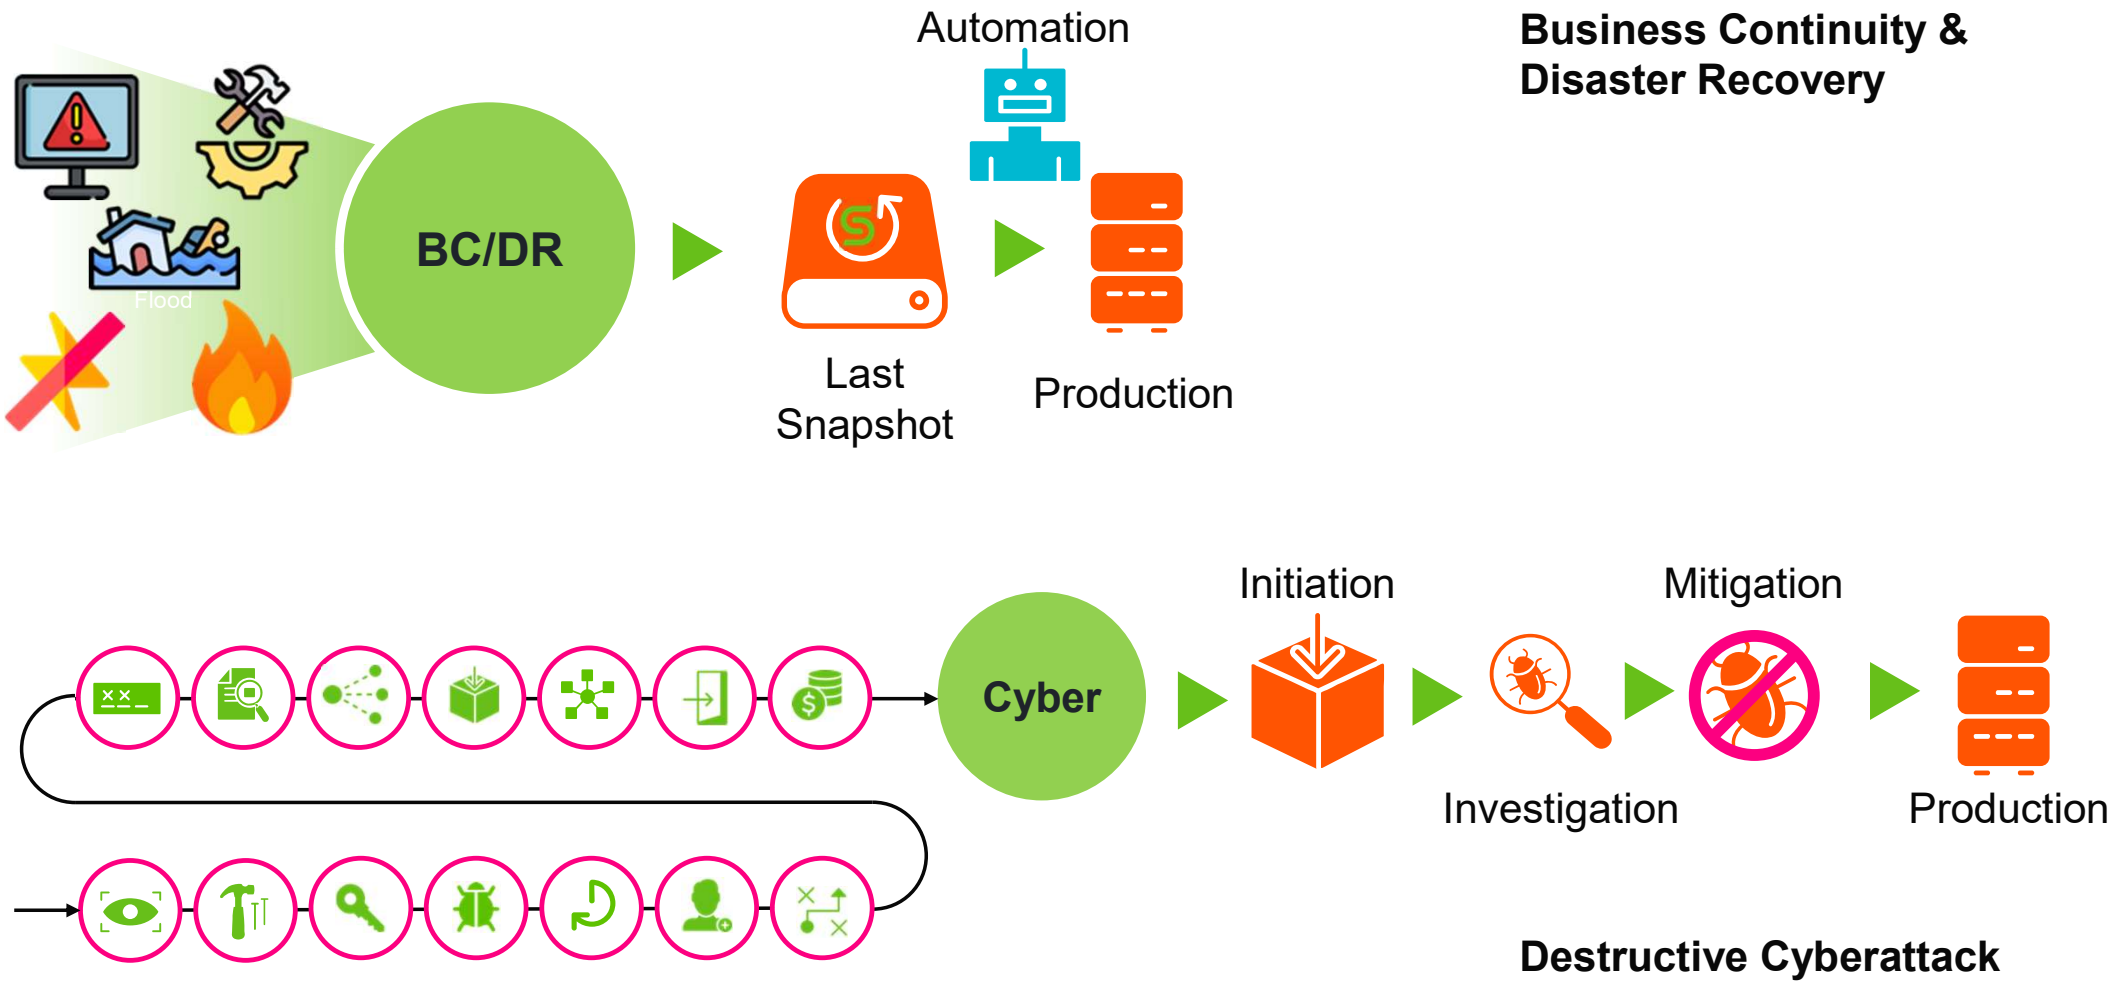 Automation
Business Continuity &
Disaster Recovery
BC/DR
Flood
Last
Snapshot
Production
Initiation
Mitigation
Cyber
Investigation
Production
Destructive Cyberattack